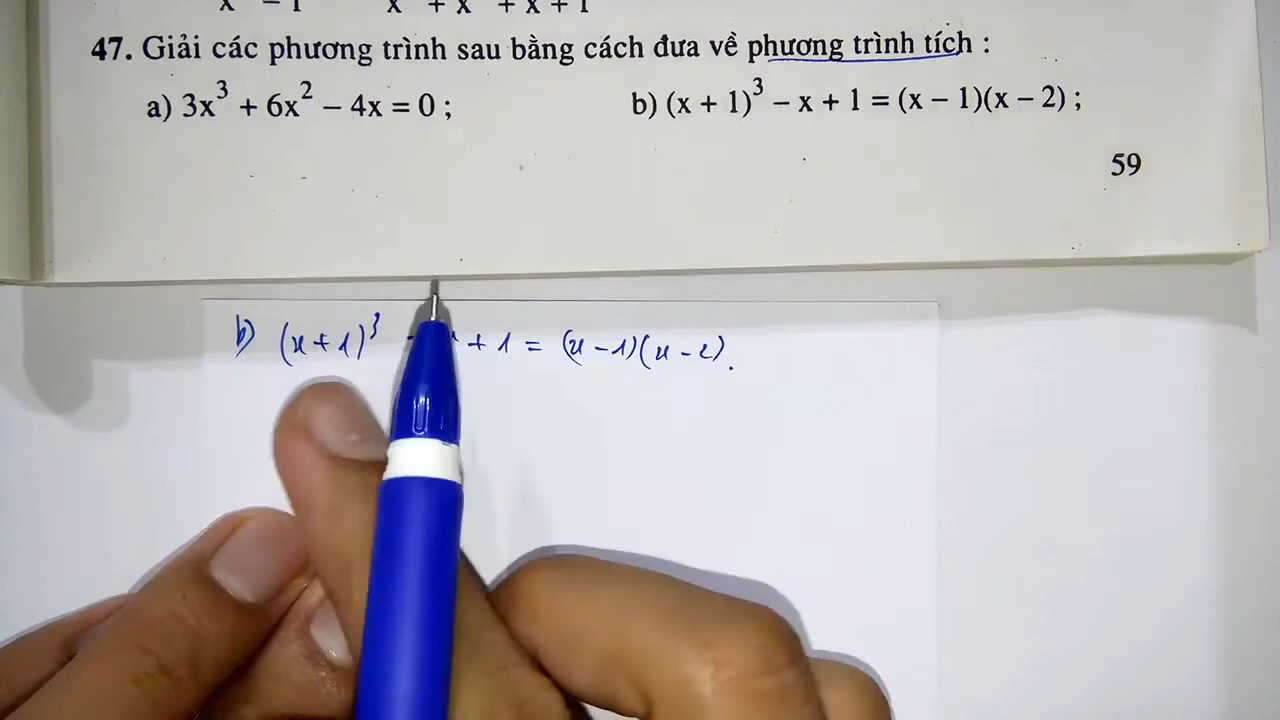 47. Giải các phương trình sau bằng cách đưa về phương trình tích :
a) 3x³ + 6x² – 4x = 0 ; b) (x + 1)³ – x + 1 = (x – 1)(x – 2) ;
59
b) (x + 1)³ - + 1 = (x - 1)(x - 2).